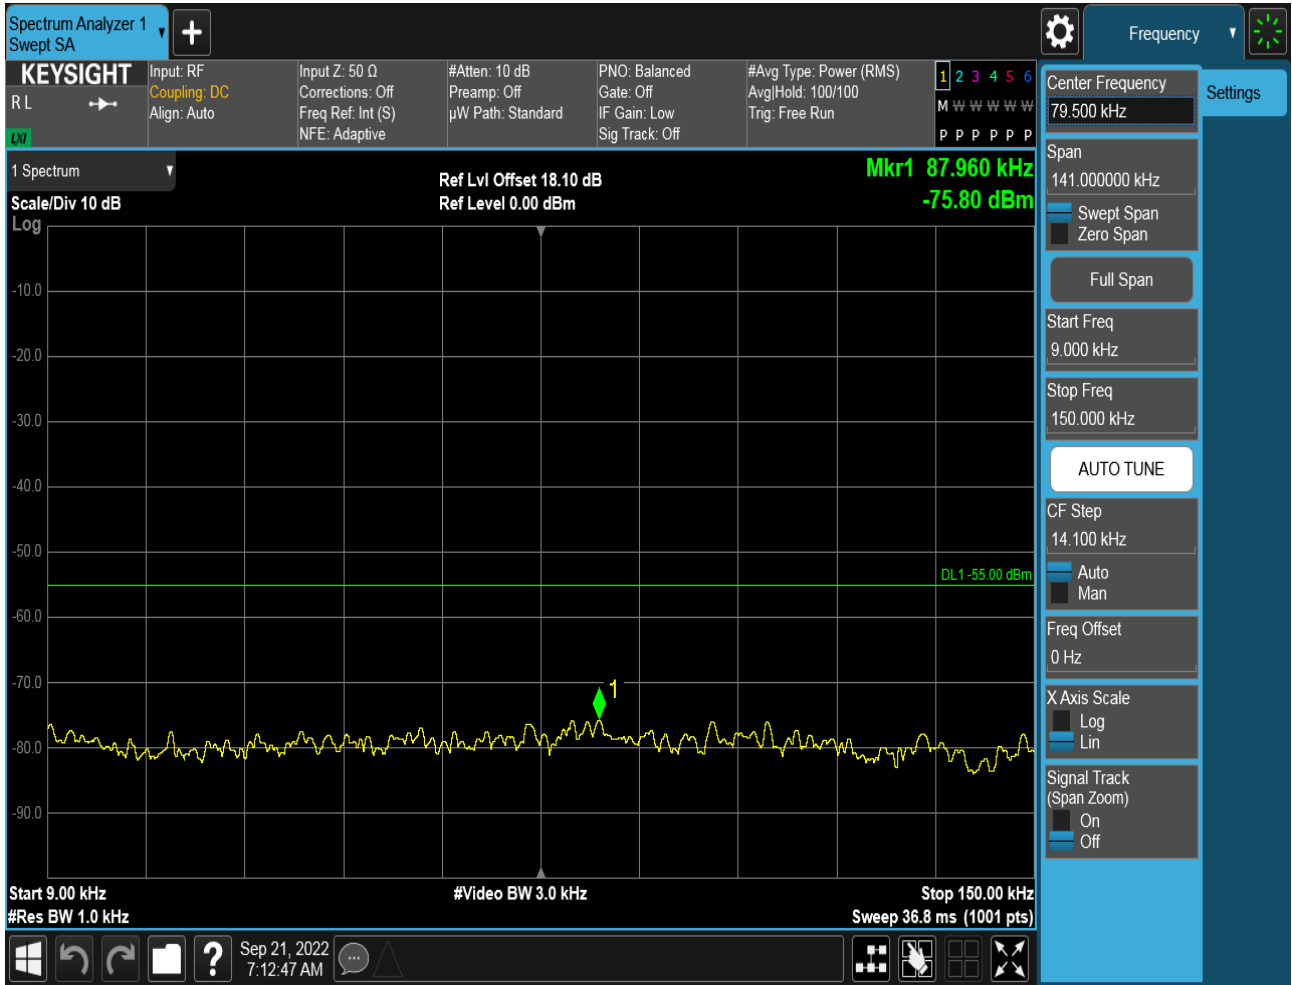 Spectrum Analyzer 1
Swept SA
Frequency
KEYSIGHT
R L
LXI
Input: RF
Coupling: DC
Align: Auto
Input Z: 50 Ω
Corrections: Off
Freq Ref: Int (S)
NFE: Adaptive
#Atten: 10 dB
Preamp: Off
µW Path: Standard
PNO: Balanced
Gate: Off
IF Gain: Low
Sig Track: Off
#Avg Type: Power (RMS)
Avg|Hold: 100/100
Trig: Free Run
1 2 3 4 5 6
M W W W W W
P P P P P P
1 Spectrum
Scale/Div 10 dB
Log
Ref Lvl Offset 18.10 dB
Ref Level 0.00 dBm
Mkr1 87.960 kHz
-75.80 dBm
-10.0
-20.0
-30.0
-40.0
-50.0
DL1 -55.00 dBm
-60.0
-70.0
1
-80.0
-90.0
Start 9.00 kHz
#Res BW 1.0 kHz
#Video BW 3.0 kHz
Stop 150.00 kHz
Sweep 36.8 ms (1001 pts)
Center Frequency
79.500 kHz
Settings
Span
141.000000 kHz
Swept Span
Zero Span
Full Span
Start Freq
9.000 kHz
Stop Freq
150.000 kHz
AUTO TUNE
CF Step
14.100 kHz
Auto
Man
Freq Offset
0 Hz
X Axis Scale
Log
Lin
Signal Track
(Span Zoom)
On
Off
?
Sep 21, 2022
7:12:47 AM